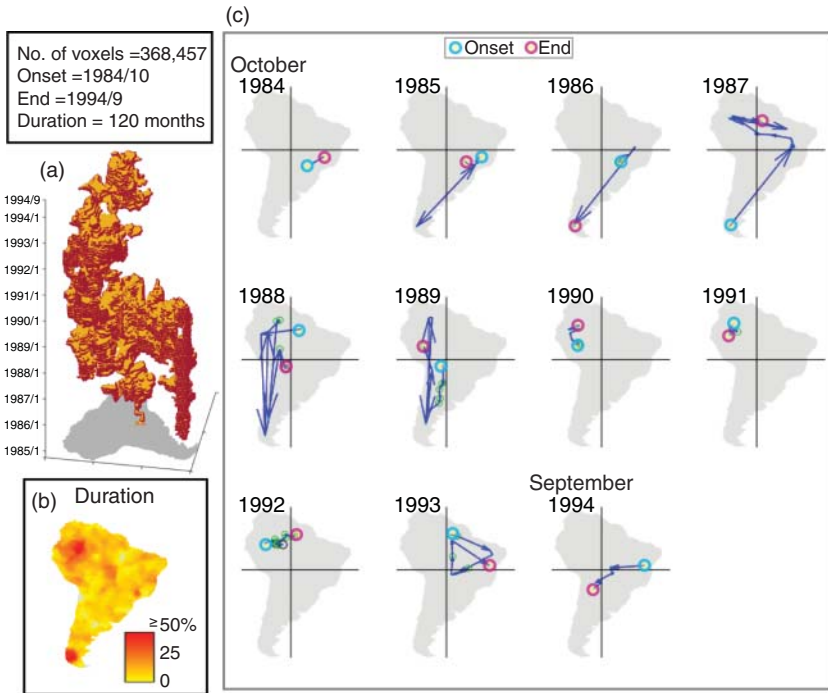 No. of voxels =368,457
Onset =1984/10
End =1994/9
Duration = 120 months
(a)
1994/9
1994/1
1993/1
1992/1
1991/1
1990/1
1989/1
1988/1
1987/1
1986/1
1985/1
(b) Duration
≥50%
25
0
(c)
Onset End
October
1984 1985 1986 1987
1988 1989 1990 1991
September
1992 1993 1994